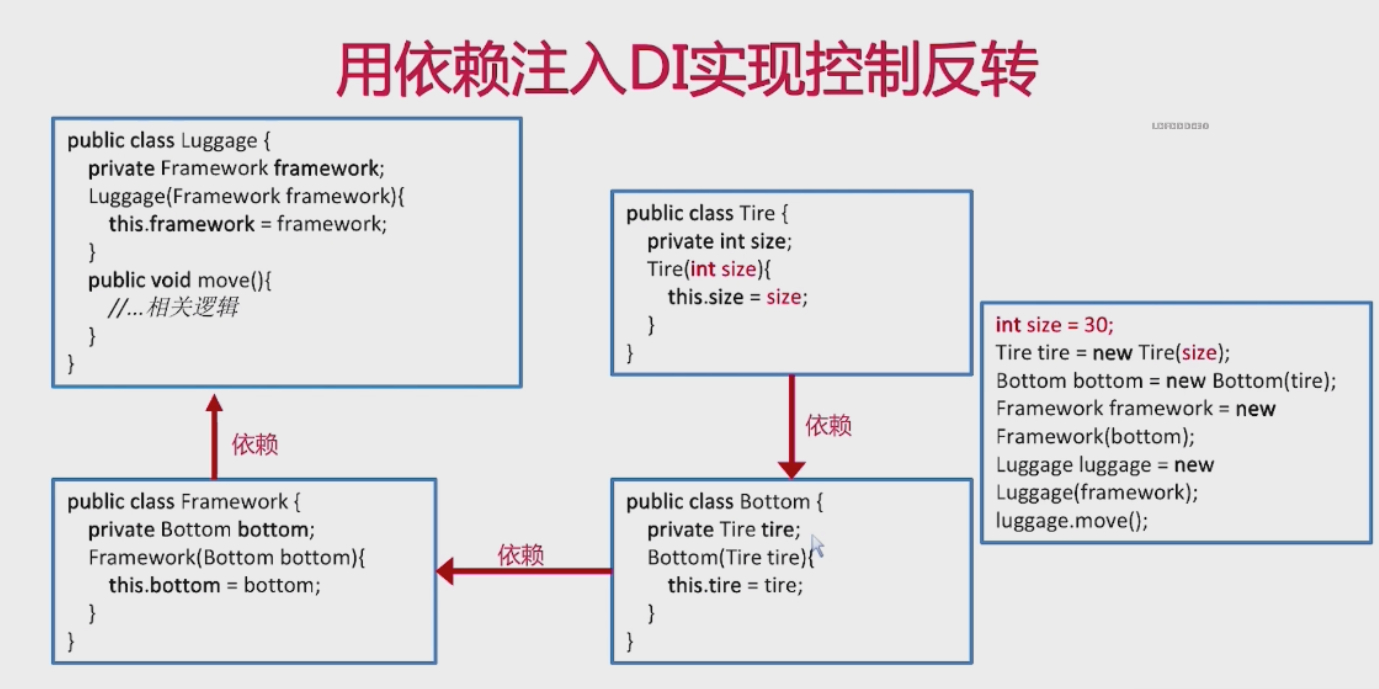 用依赖注入DI实现控制反转
public class Luggage {
private Framework framework;
Luggage(Framework framework){
this.framework = framework;
}
public void move(){
//...相关逻辑
}
}
依赖
public class Framework {
private Bottom bottom;
Framework(Bottom bottom){
this.bottom = bottom;
}
}
依赖
public class Tire {
private int size;
Tire(int size){
this.size = size;
}
}
依赖
public class Bottom {
private Tire tire;
Bottom(Tire tire){
this.tire = tire;
}
}
int size = 30;
Tire tire = new Tire(size);
Bottom bottom = new Bottom(tire);
Framework framework = new
Framework(bottom);
Luggage luggage = new
Luggage(framework);
luggage.move();